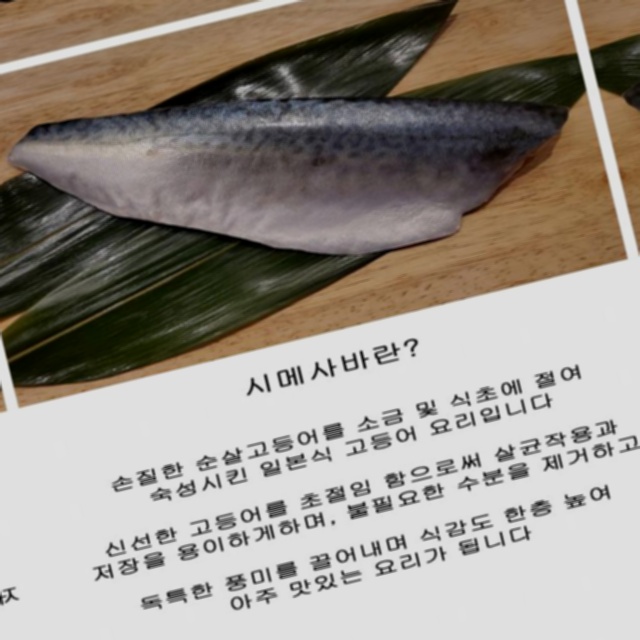 시메사바란?
손질한 순살고등어를 소금 및 식초에 절여
숙성시킨 일본식 고등어 요리입니다
신선한 고등어를 초절임 함으로써 살균작용과
저장을 용이하게하며, 불필요한 수분을 제거하고
독특한 풍미를 끌어내며 식감도 한층 높여
아주 맛있는 요리가 됩니다